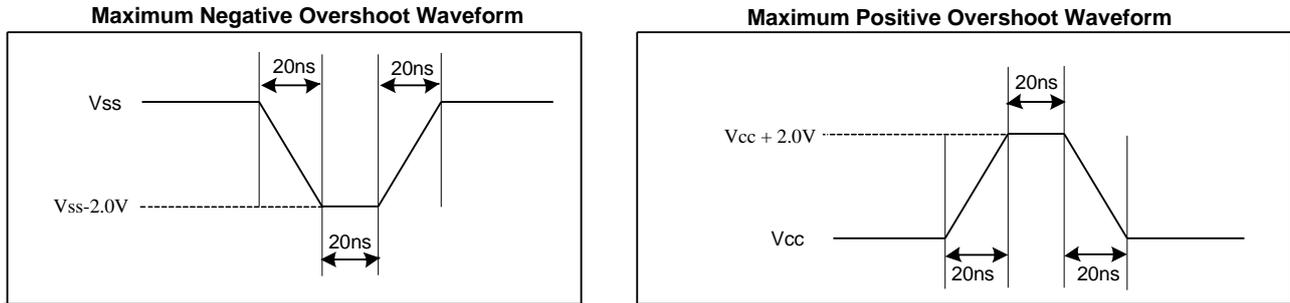 Maximum Negative Overshoot Waveform
20ns
20ns
Vss
Vss-2.0V
20ns
Maximum Positive Overshoot Waveform
20ns
Vcc + 2.0V
Vcc
20ns
20ns